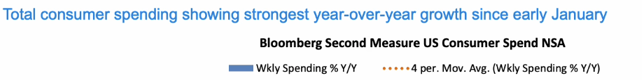 Total consumer spending showing strongest year-over-year growth since early January
Bloomberg Second Measure US Consumer Spend NSA
Wkly Spending % Y/Y 4 per. Mov. Avg. (Wkly Spending % Y/Y)